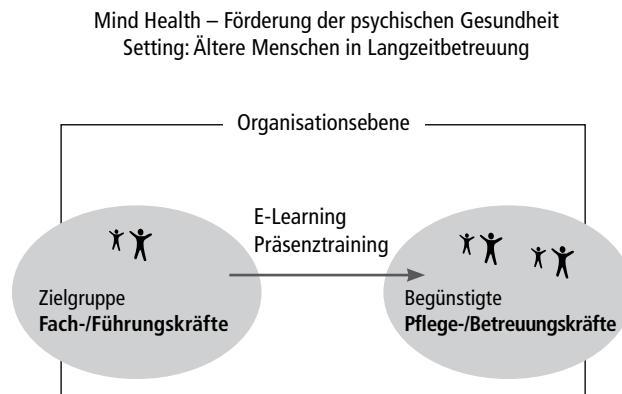 Mind Health – Förderung der psychischen Gesundheit
Setting: Ältere Menschen in Langzeitbetreuung
Organisationsebene
E-Learning
Präsenztraining
Zielgruppe
Fach-/Führungskräfte
Begünstigte
Pflege-/Betreuungskräfte